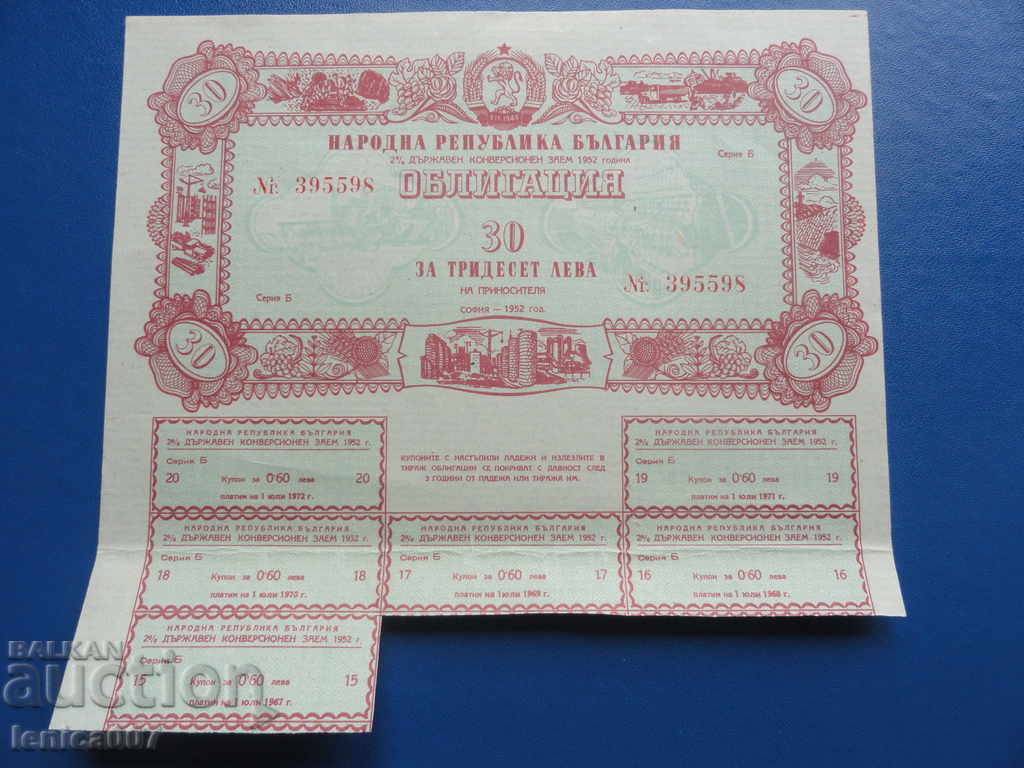 30
9.IX.1944
30
НАРОДНА РЕПУБЛИКА БЪЛГАРИЯ
2% ДЪРЖАВЕН КОНВЕРСИОНЕН ЗАЕМ 1952 година
Серия Б
№ 395598
ОБЛИГАЦИЯ
30
ЗА ТРИДЕСЕТ ЛЕВА
№ 395598
НА ПРИНОСИТЕЛЯ
Серия Б
СОФИЯ — 1952 ГОД.
30
30
НАРОДНА РЕПУБЛИКА БЪЛГАРИЯ
2% ДЪРЖАВЕН КОНВЕРСИОНЕН ЗАЕМ 1952 г.
Серия Б
20 Купон за 0·60 лева 20
платим на 1 юли 1972 г.
КУПОНИТЕ С НАСТЪПИЛИ ПАДЕЖИ И ИЗЛЕЗЛИТЕ В
ТИРАЖ ОБЛИГАЦИИ СЕ ПОКРИВАТ С ДАВНОСТ СЛЕД
3 ГОДИНИ ОТ ПАДЕЖА ИЛИ ТИРАЖА ИМ.
НАРОДНА РЕПУБЛИКА БЪЛГАРИЯ
2% ДЪРЖАВЕН КОНВЕРСИОНЕН ЗАЕМ 1952 г.
Серия Б
19 Купон за 0·60 лева 19
платим на 1 юли 1971 г.
НАРОДНА РЕПУБЛИКА БЪЛГАРИЯ
2% ДЪРЖАВЕН КОНВЕРСИОНЕН ЗАЕМ 1952 г.
Серия Б
18 Купон за 0·60 лева 18
платим на 1 юли 1970 г.
НАРОДНА РЕПУБЛИКА БЪЛГАРИЯ
2% ДЪРЖАВЕН КОНВЕРСИОНЕН ЗАЕМ 1952 г.
Серия Б
17 Купон за 0·60 лева 17
платим на 1 юли 1969 г.
НАРОДНА РЕПУБЛИКА БЪЛГАРИЯ
2% ДЪРЖАВЕН КОНВЕРСИОНЕН ЗАЕМ 1952 г.
Серия Б
16 Купон за 0·60 лева 16
платим на 1 юли 1968 г.
НАРОДНА РЕПУБЛИКА БЪЛГАРИЯ
2% ДЪРЖАВЕН КОНВЕРСИОНЕН ЗАЕМ 1952 г.
Серия Б
15 Купон за 0·60 лева 15
платим на 1 юли 1967 г.
BALKAN
auction
lenica007